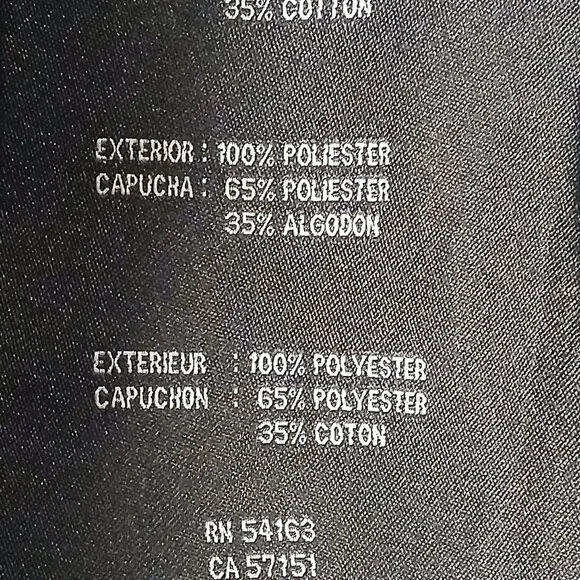 35% COTTON
EXTERIOR : 100% POLIESTER
CAPUCHA : 65% POLIESTER
35% ALGODON
EXTERIEUR : 100% POLYESTER
CAPUCHON : 65% POLYESTER
35% COTON
RN 54163
CA 57151